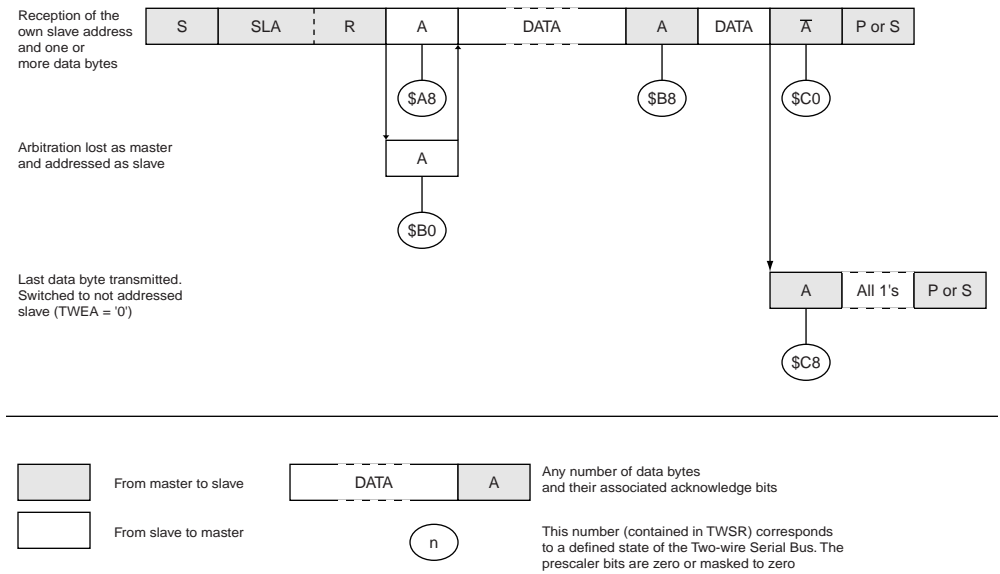 Reception of the
own slave address
and one or
more data bytes
S SLA R A DATA A DATA A̅ P or S
$A8 $B8 $C0
Arbitration lost as master
and addressed as slave
A
$B0
Last data byte transmitted.
Switched to not addressed
slave (TWEA = '0')
A All 1's P or S
$C8
From master to slave
DATA A
Any number of data bytes
and their associated acknowledge bits
From slave to master
n
This number (contained in TWSR) corresponds
to a defined state of the Two-wire Serial Bus. The
prescaler bits are zero or masked to zero